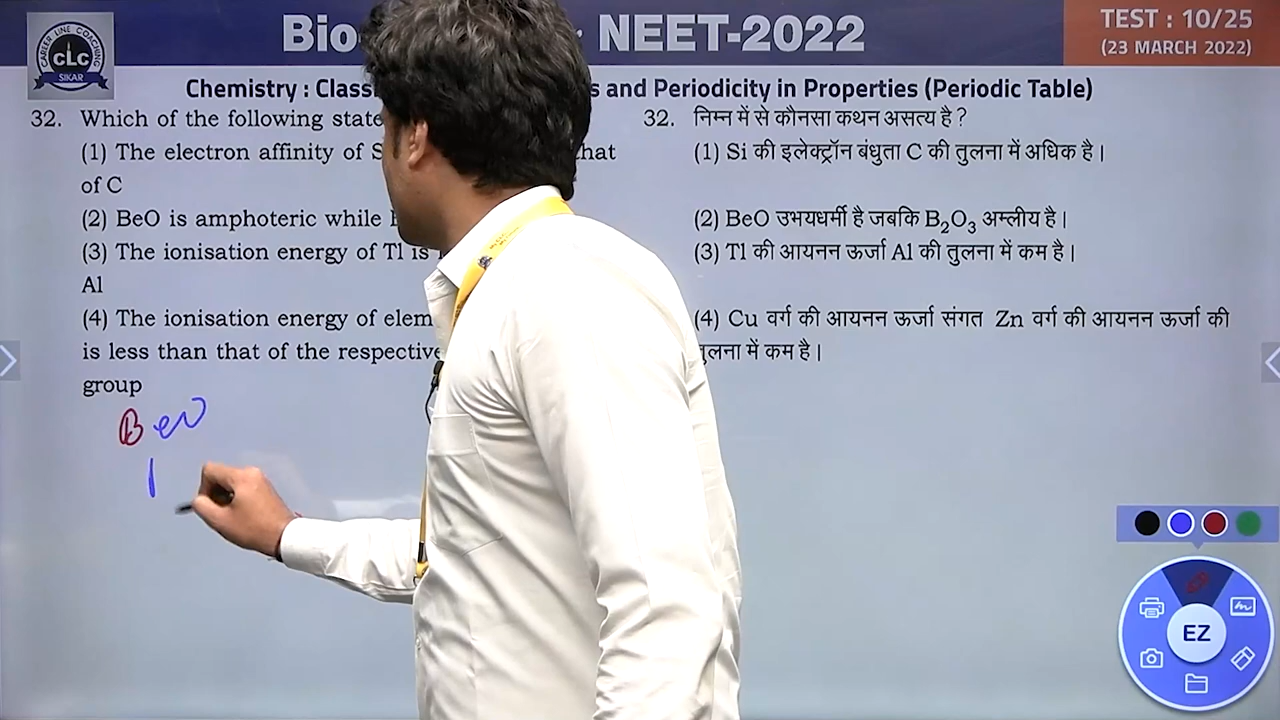 CAREER LINE COACHING
CLC
SIKAR
Bio NEET-2022
TEST : 10/25
(23 MARCH 2022)
Chemistry : Class s and Periodicity in Properties (Periodic Table)
32. Which of the following state
(1) The electron affinity of S that
of C
(2) BeO is amphoteric while
(3) The ionisation energy of Tl is
Al
(4) The ionisation energy of elem
is less than that of the respective
group
32. निम्न में से कौनसा कथन असत्य है ?
(1) Si की इलेक्ट्रॉन बंधुता C की तुलना में अधिक है।
(2) BeO उभयधर्मी है जबकि B₂O₃ अम्लीय है।
(3) Tl की आयनन ऊर्जा Al की तुलना में कम है।
(4) Cu वर्ग की आयनन ऊर्जा संगत Zn वर्ग की आयनन ऊर्जा की
तुलना में कम है।
BeO
EZ